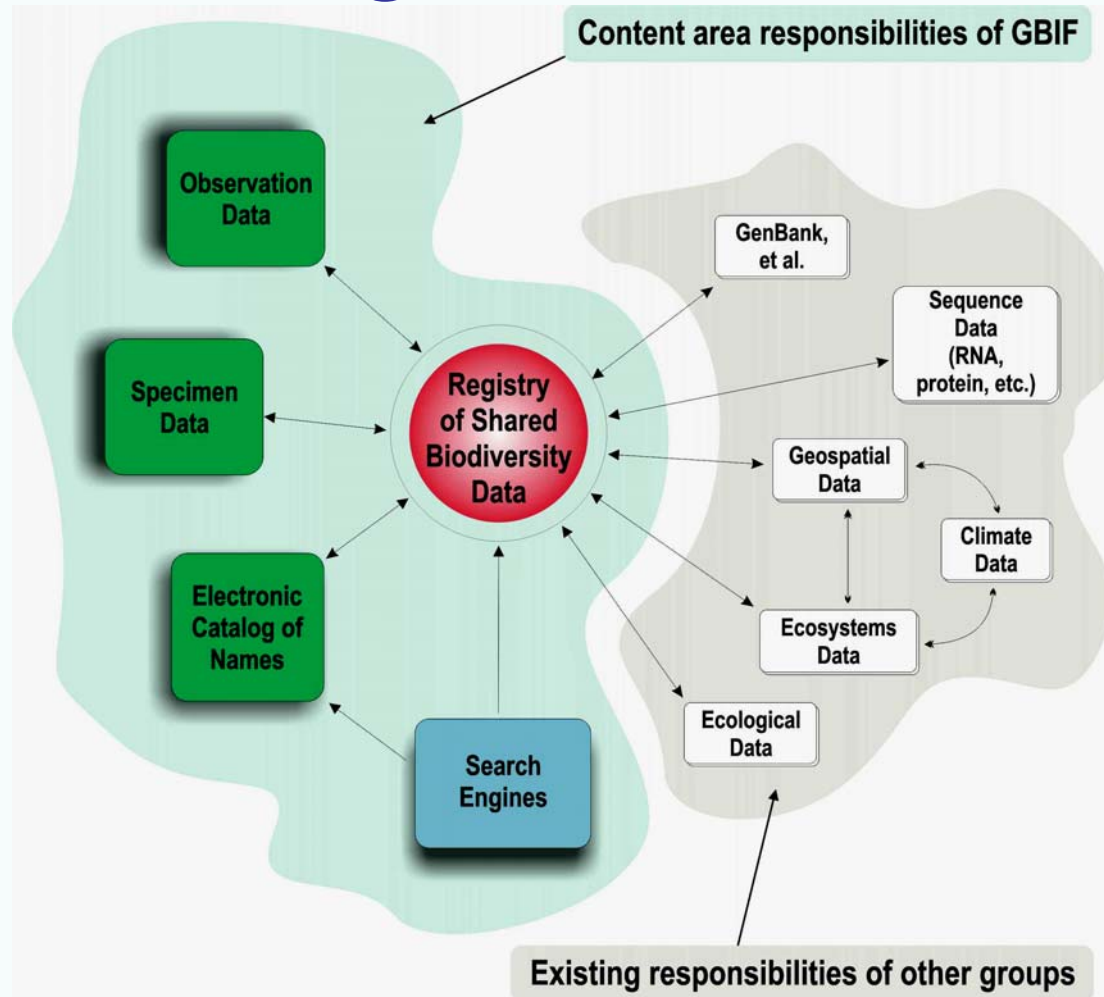 Content area responsibilities of GBIF
Observation
Data
Specimen
Data
Electronic
Catalog of
Names
Search
Engines
Registry
of Shared
Biodiversity
Data
GenBank,
et al.
Sequence
Data
(RNA,
protein, etc.)
Geospatial
Data
Climate
Data
Ecosystems
Data
Ecological
Data
Existing responsibilities of other groups